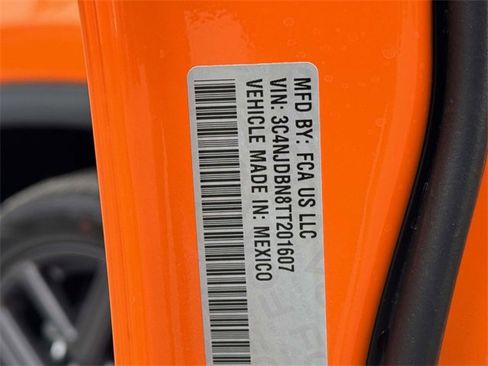 MFD BY: FCA US LLC
VIN: 3C4NJDBN8TT201607
VEHICLE MADE IN: MEXICO